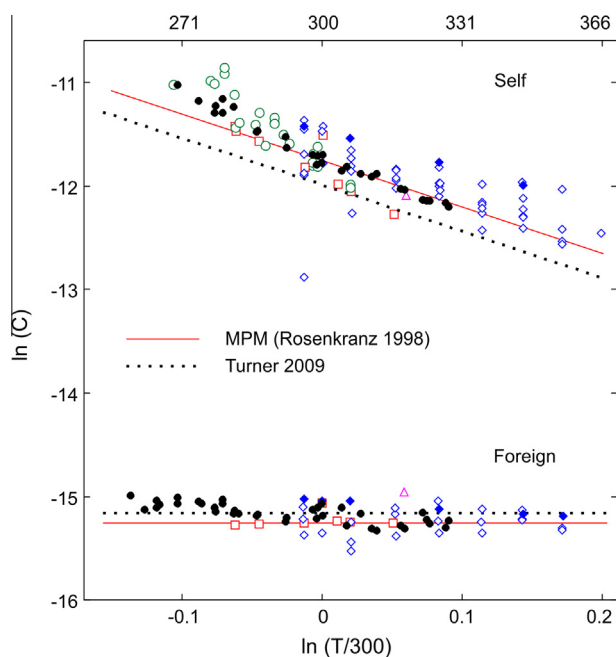 271 300 331 366
-11
Self
-12
-13
MPM (Rosenkranz 1998)
Turner 2009
ln (C)
-14
Foreign
-15
-16
-0.1 0 0.1 0.2
ln (T/300)